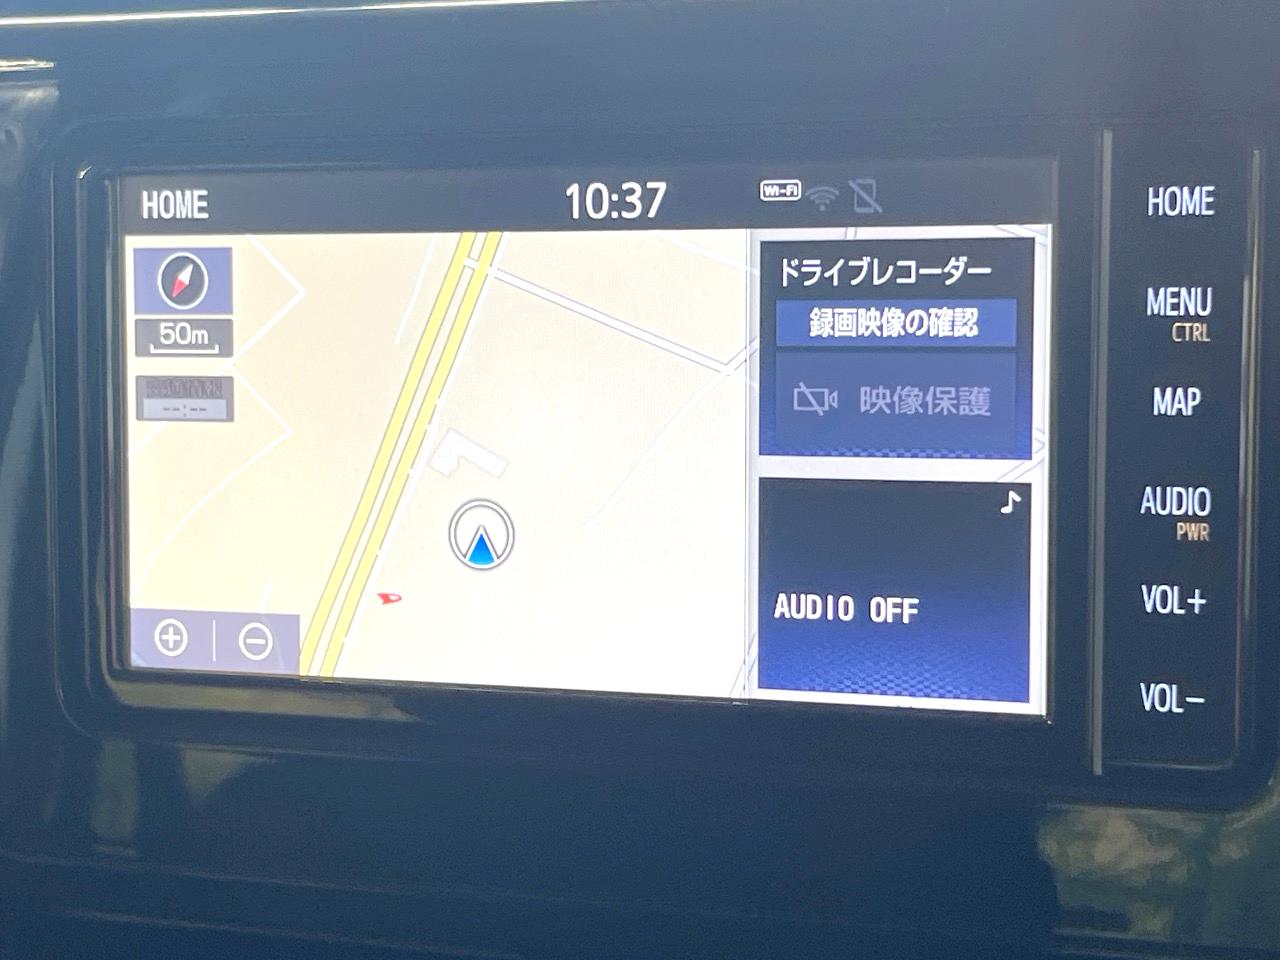 HOME
10:37
Wi-Fi
50m
--:--
ドライブレコーダー
録画映像の確認
映像保護
AUDIO OFF
HOME
MENU
CTRL
MAP
AUDIO
PWR
VOL+
VOL-